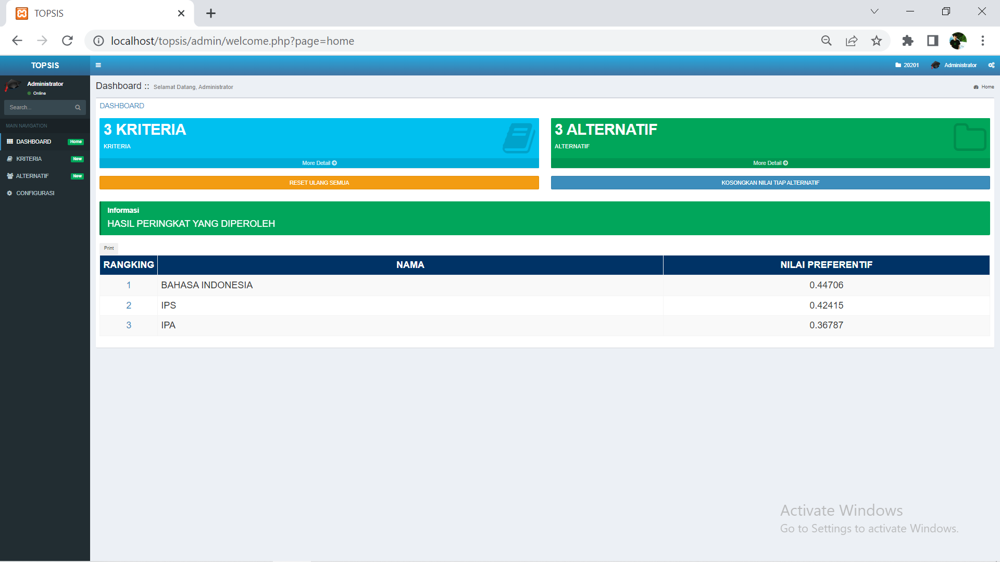 TOPSIS
localhost/topsis/admin/welcome.php?page=home
TOPSIS
20201
Administrator
Administrator
Online
Search...
MAIN NAVIGATION
DASHBOARD Home
KRITERIA New
ALTERNATIF New
CONFIGURASI
Dashboard :: Selamat Datang, Administrator
Home
DASHBOARD
3 KRITERIA
KRITERIA
More Detail
3 ALTERNATIF
ALTERNATIF
More Detail
RESET ULANG SEMUA
KOSONGKAN NILAI TIAP ALTERNATIF
Informasi
HASIL PERINGKAT YANG DIPEROLEH
Print
RANGKING NAMA NILAI PREFERENTIF
1 BAHASA INDONESIA 0.44706
2 IPS 0.42415
3 IPA 0.36787
Activate Windows
Go to Settings to activate Windows.